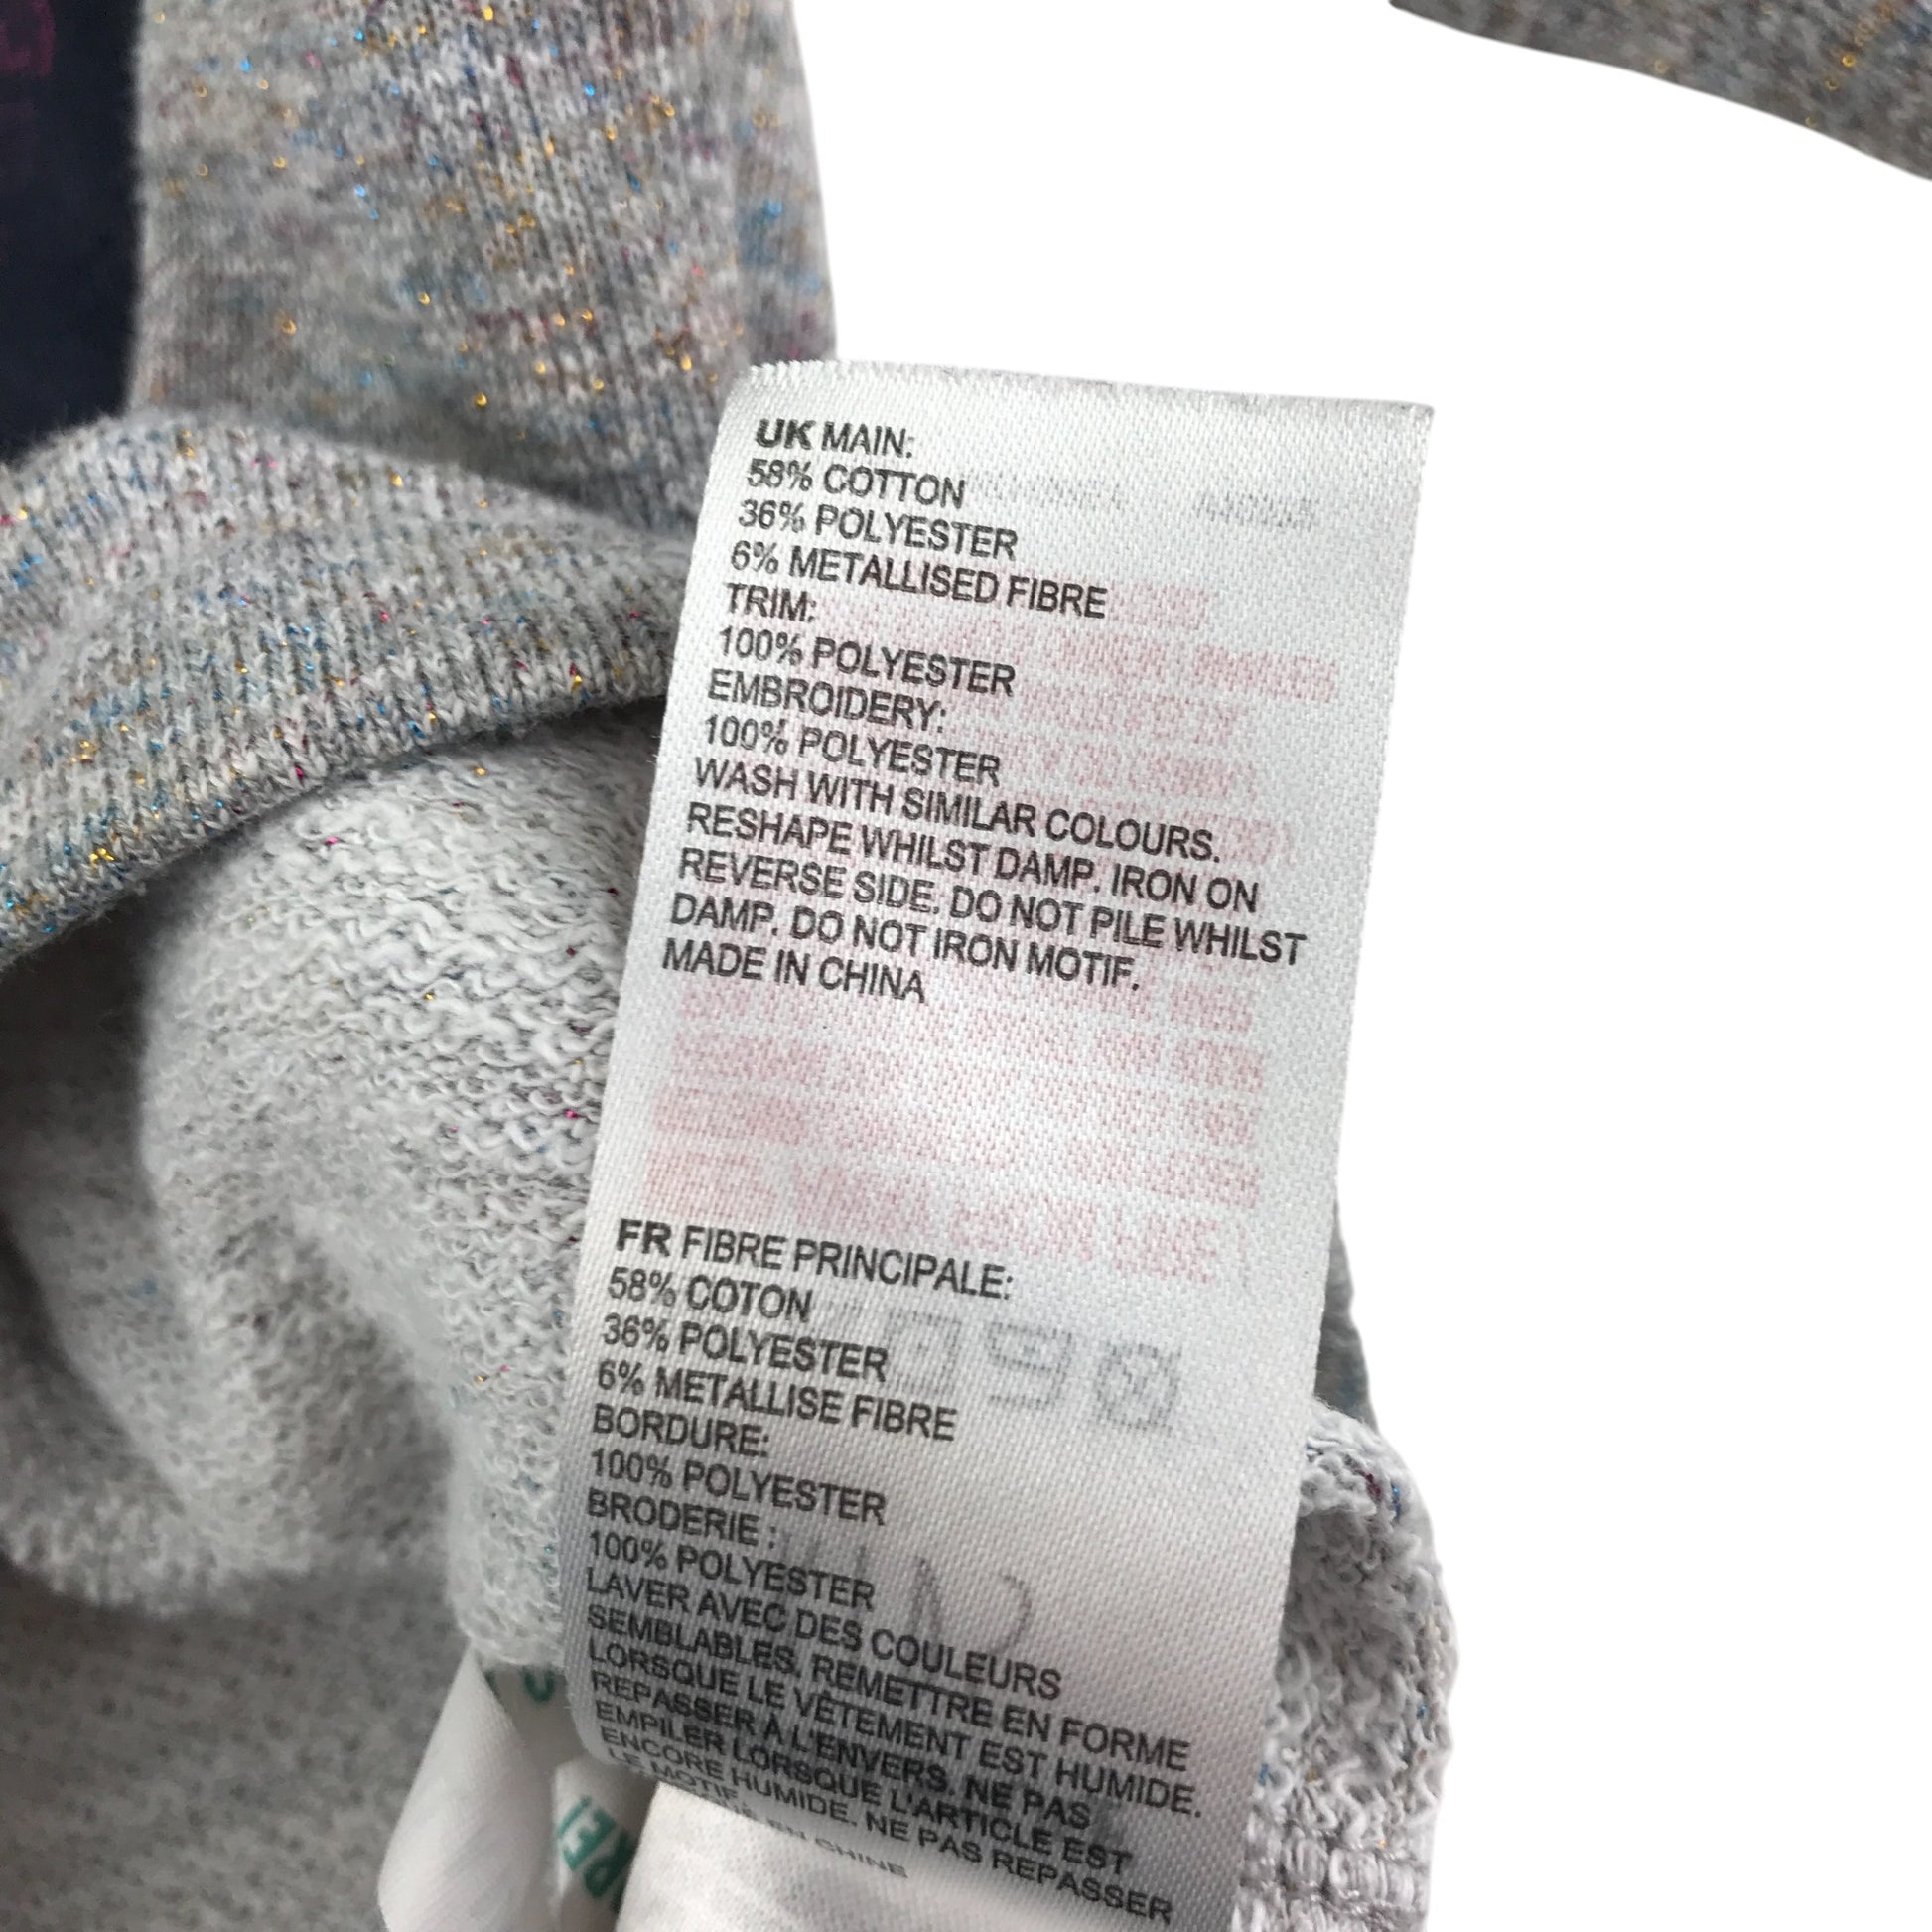 UK MAIN:
58% COTTON
36% POLYESTER
6% METALLISED FIBRE
TRIM:
100% POLYESTER
EMBROIDERY:
100% POLYESTER
WASH WITH SIMILAR COLOURS.
RESHAPE WHILST DAMP. IRON ON
REVERSE SIDE. DO NOT PILE WHILST
DAMP. DO NOT IRON MOTIF.
MADE IN CHINA
FR FIBRE PRINCIPALE:
58% COTON
36% POLYESTER
6% METALLISE FIBRE
BORDURE:
100% POLYESTER
BRODERIE :
100% POLYESTER
LAVER AVEC DES COULEURS
SEMBLABLES, REMETTRE EN FORME
LORSQUE LE VÊTEMENT EST HUMIDE.
REPASSER À L'ENVERS. NE PAS
EMPILER LORSQUE L'ARTICLE EST
ENCORE HUMIDE. NE PAS REPASSER
LE MOTIF.
EN CHINE